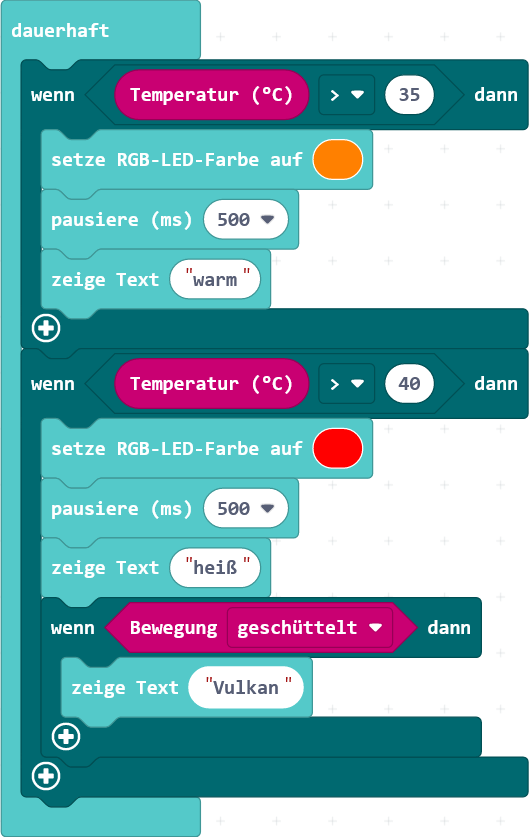 dauerhaft
wenn Temperatur (°C) > 35 dann
setze RGB-LED-Farbe auf
pausiere (ms) 500
zeige Text "warm"
wenn Temperatur (°C) > 40 dann
setze RGB-LED-Farbe auf
pausiere (ms) 500
zeige Text "heiß"
wenn Bewegung geschüttelt dann
zeige Text "Vulkan"